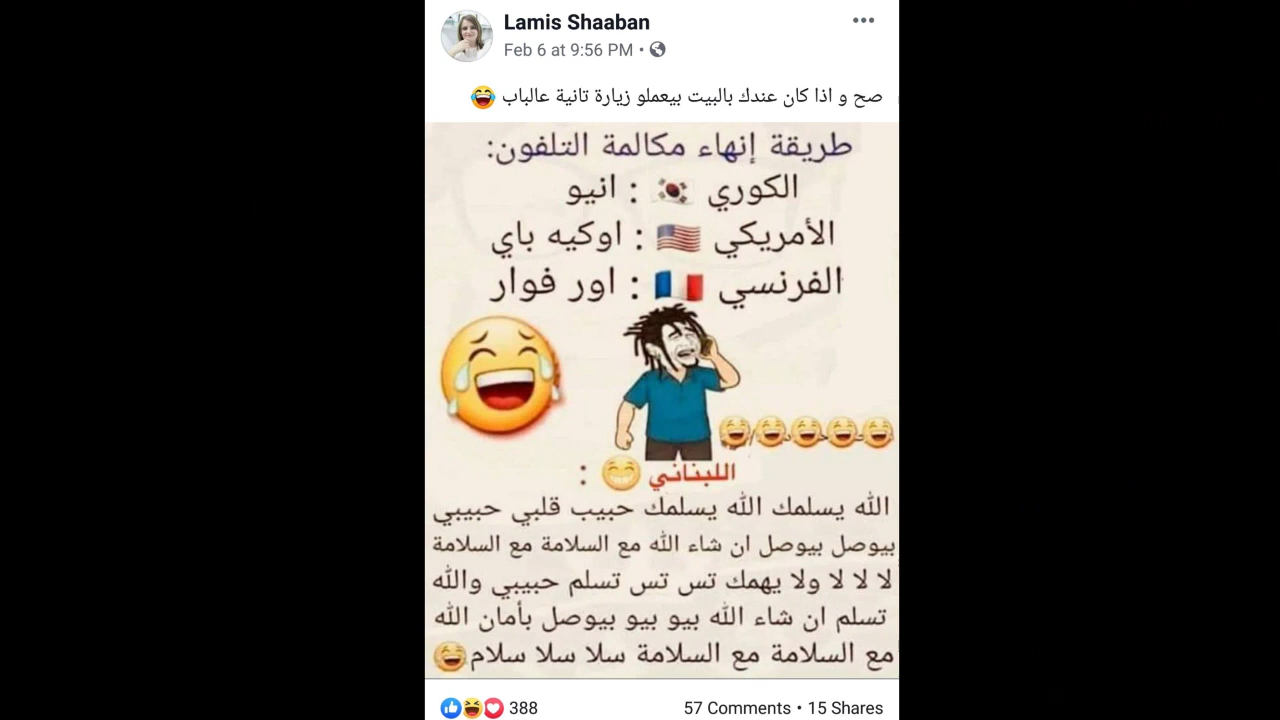 Lamis Shaaban
Feb 6 at 9:56 PM
صح و اذا كان عندك بالبيت بيعملو زيارة تانية عالباب 😂
طريقة إنهاء مكالمة التلفون:
الكوري 🇰🇷 : انيو
الأمريكي 🇺🇸 : اوكيه باي
الفرنسي 🇫🇷 : اور فوار
اللبناني 😁 :
الله يسلمك الله يسلمك حبيب قلبي حبيبي
بيوصل بيوصل ان شاء الله مع السلامة مع السلامة
لا لا لا ولا يهمك تس تس تسلم حبيبي والله
تسلم ان شاء الله بيو بيو بيوصل بأمان الله
مع السلامة مع السلامة سلا سلا سلام😂
388
57 Comments • 15 Shares